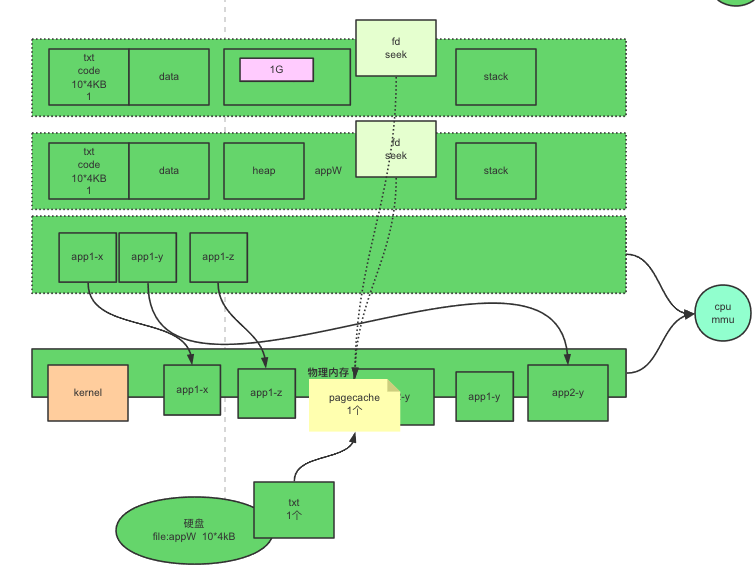 fd
seek
txt
code
10*4KB
1
data
1G
stack
fd
seek
txt
code
10*4KB
1
data
heap
appW
stack
app1-x
app1-y
app1-z
cpu
mmu
物理内存
kernel
app1-x
app1-z
pagecache
1个
-y
app1-y
app2-y
txt
1个
硬盘
file:appW 10*4kB